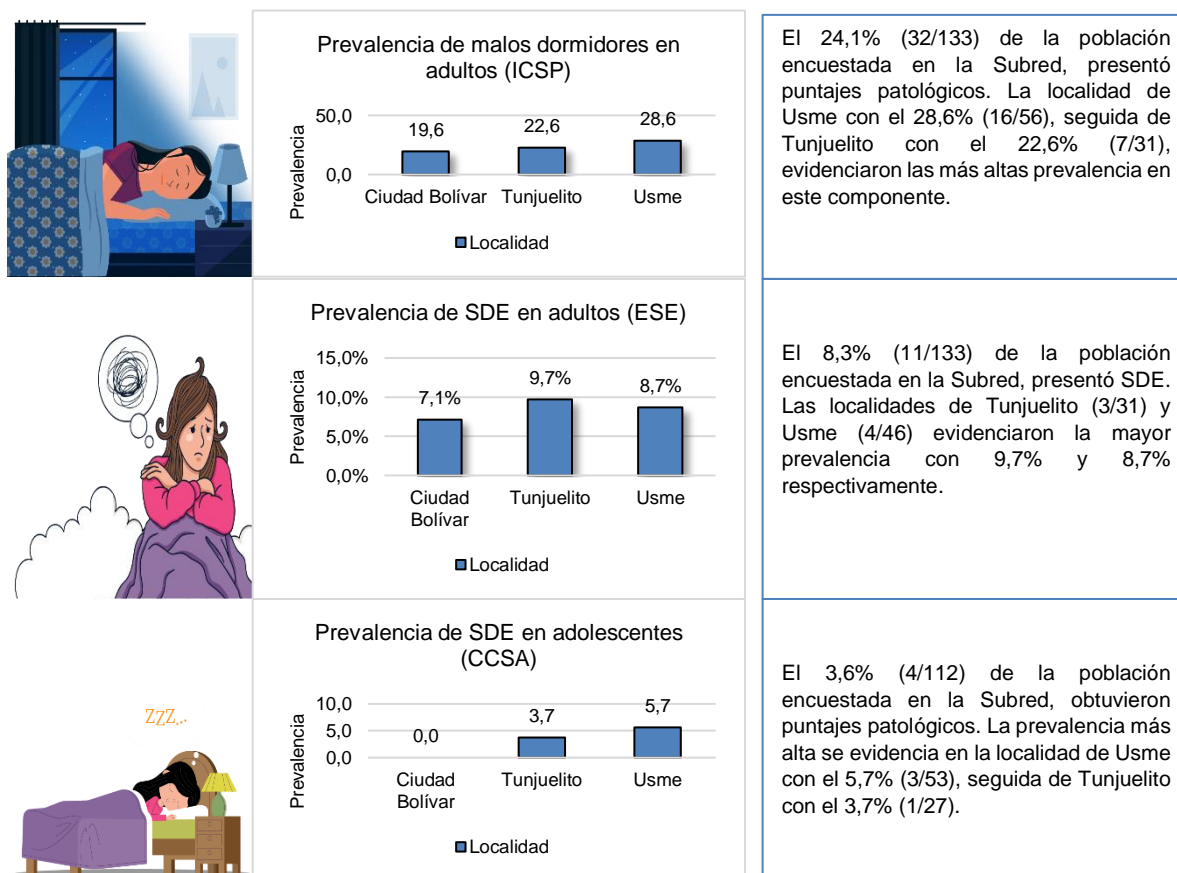 Prevalencia de malos dormidores en
adultos (ICSP)
Prevalencia
50,0
0,0
19,6
22,6
28,6
Ciudad Bolívar
Tunjuelito
Usme
Localidad
El 24,1% (32/133) de la población
encuestada en la Subred, presentó
puntajes patológicos. La localidad de
Usme con el 28,6% (16/56), seguida de
Tunjuelito con el 22,6% (7/31),
evidenciaron las más altas prevalencia en
este componente.
Prevalencia de SDE en adultos (ESE)
Prevalencia
15,0%
10,0%
5,0%
0,0%
7,1%
9,7%
8,7%
Ciudad
Bolívar
Tunjuelito
Usme
Localidad
El 8,3% (11/133) de la población
encuestada en la Subred, presentó SDE.
Las localidades de Tunjuelito (3/31) y
Usme (4/46) evidenciaron la mayor
prevalencia con 9,7% y 8,7%
respectivamente.
ZZZ...
Prevalencia de SDE en adolescentes
(CCSA)
Prevalencia
10,0
5,0
0,0
0,0
3,7
5,7
Ciudad
Bolívar
Tunjuelito
Usme
Localidad
El 3,6% (4/112) de la población
encuestada en la Subred, obtuvieron
puntajes patológicos. La prevalencia más
alta se evidencia en la localidad de Usme
con el 5,7% (3/53), seguida de Tunjuelito
con el 3,7% (1/27).